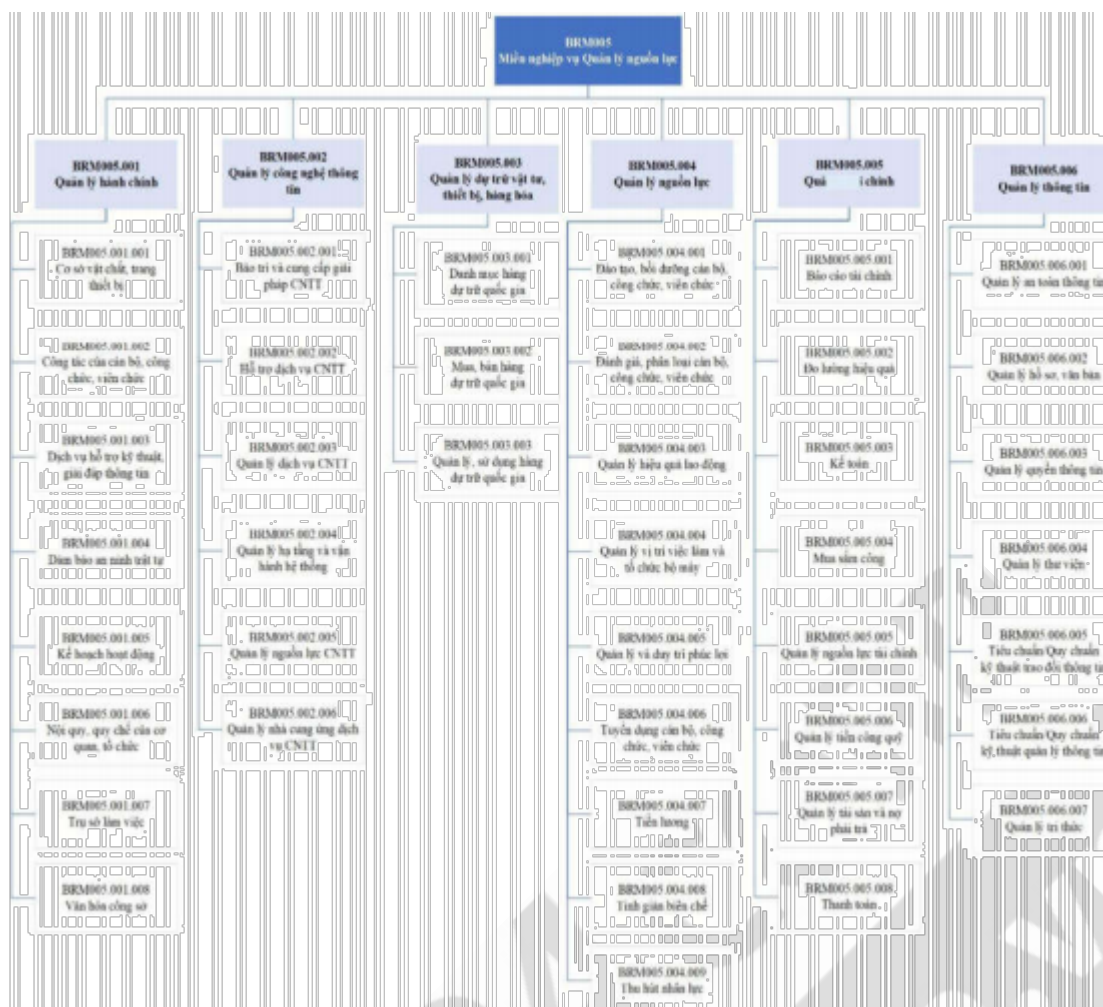 BRM005
Miền nghiệp vụ Quản lý nguồn lực
BRM005.001
Quản lý hành chính
BRM005.002
Quản lý công nghệ thông
tin
BRM005.003
Quản lý dự trữ vật tư,
thiết bị, hàng hóa
BRM005.004
Quản lý nguồn lực
BRM005.005
i chính
BRM005.006
Quản lý thông tin
BRM005.001.001
Cơ sở vật chất, trang
thiết bị
BRM005.001.002
Công tác của cán bộ, công
chức, viên chức
BRM005.001.003
Dịch vụ hỗ trợ kỹ thuật,
giải đáp thông tin
BRM005.001.004
Đảm bảo an ninh trật tự
BRM005.001.005
Kế hoạch hoạt động
BRM005.001.006
Nội quy, quy chế của cơ
quan, tổ chức
BRM005.001.007
Trụ sở làm việc
BRM005.001.008
Văn hóa công sở
BRM005.002.001
Bảo trì và cung cấp giải
pháp CNTT
BRM005.002.002
Hỗ trợ dịch vụ CNTT
BRM005.002.003
Quản lý dịch vụ CNTT
BRM005.002.004
Quản lý hạ tầng và vận
hành hệ thống
BRM005.002.005
Quản lý nguồn lực CNTT
BRM005.002.006
Quản lý nhà cung ứng dịch
vụ CNTT
BRM005.003.001
Danh mục hàng
dự trữ quốc gia
BRM005.003.002
Mua, bán hàng
dự trữ quốc gia
BRM005.003.003
Quản lý, sử dụng hàng
dự trữ quốc gia
BRM005.004.001
Đào tạo, bồi dưỡng cán bộ,
công chức, viên chức
BRM005.004.002
Đánh giá, phân loại cán bộ,
công chức, viên chức
BRM005.004.003
Quản lý hiệu quả lao động
BRM005.004.004
Quản lý vị trí việc làm và
tổ chức bộ máy
BRM005.004.005
Quản lý và duy trì phúc lợi
BRM005.004.006
Tuyển dụng cán bộ, công
chức, viên chức
BRM005.004.007
Tiền lương
BRM005.004.008
Tinh giản biên chế
BRM005.004.009
Thu hút nhân lực
BRM005.005.001
Báo cáo tài chính
BRM005.005.002
Đo lường hiệu quả
BRM005.005.003
Kế toán
BRM005.005.004
Mua sắm công
BRM005.005.005
Quản lý nguồn lực tài chính
BRM005.005.006
Quản lý tiền công quỹ
BRM005.005.007
Quản lý tài sản và nợ
phải trả
BRM005.005.008
Thanh toán
BRM005.006.001
Quản lý an toàn thông tin
BRM005.006.002
Quản lý hồ sơ, văn bản
BRM005.006.003
Quản lý quyền thông tin
BRM005.006.004
Quản lý thư viện
BRM005.006.005
Tiêu chuẩn/Quy chuẩn
kỹ thuật trao đổi thông
BRM005.006.006
Tiêu chuẩn/Quy chuẩn
kỹ thuật quản lý thông tin
BRM005.006.007
Quản lý tri thức